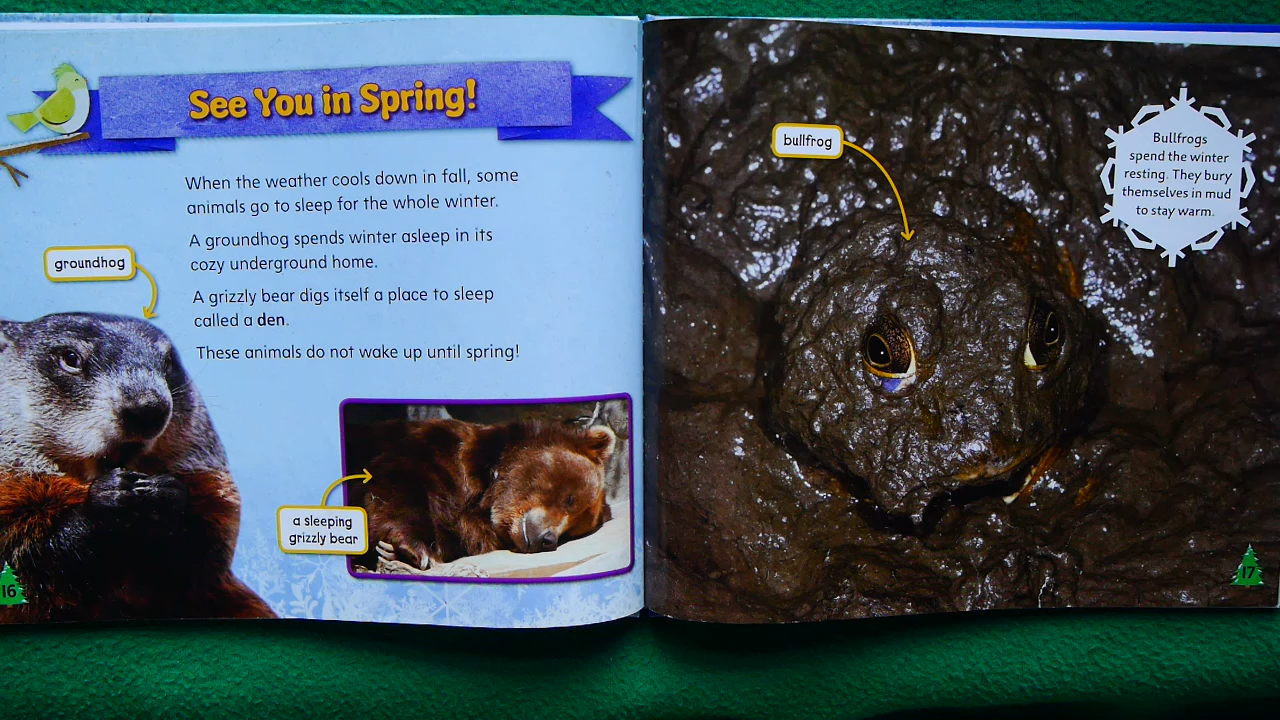 See You in Spring!
When the weather cools down in fall, some
animals go to sleep for the whole winter.
A groundhog spends winter asleep in its
cozy underground home.
A grizzly bear digs itself a place to sleep
called a den.
These animals do not wake up until spring!
groundhog
a sleeping
grizzly bear
16
bullfrog
Bullfrogs
spend the winter
resting. They bury
themselves in mud
to stay warm.
17